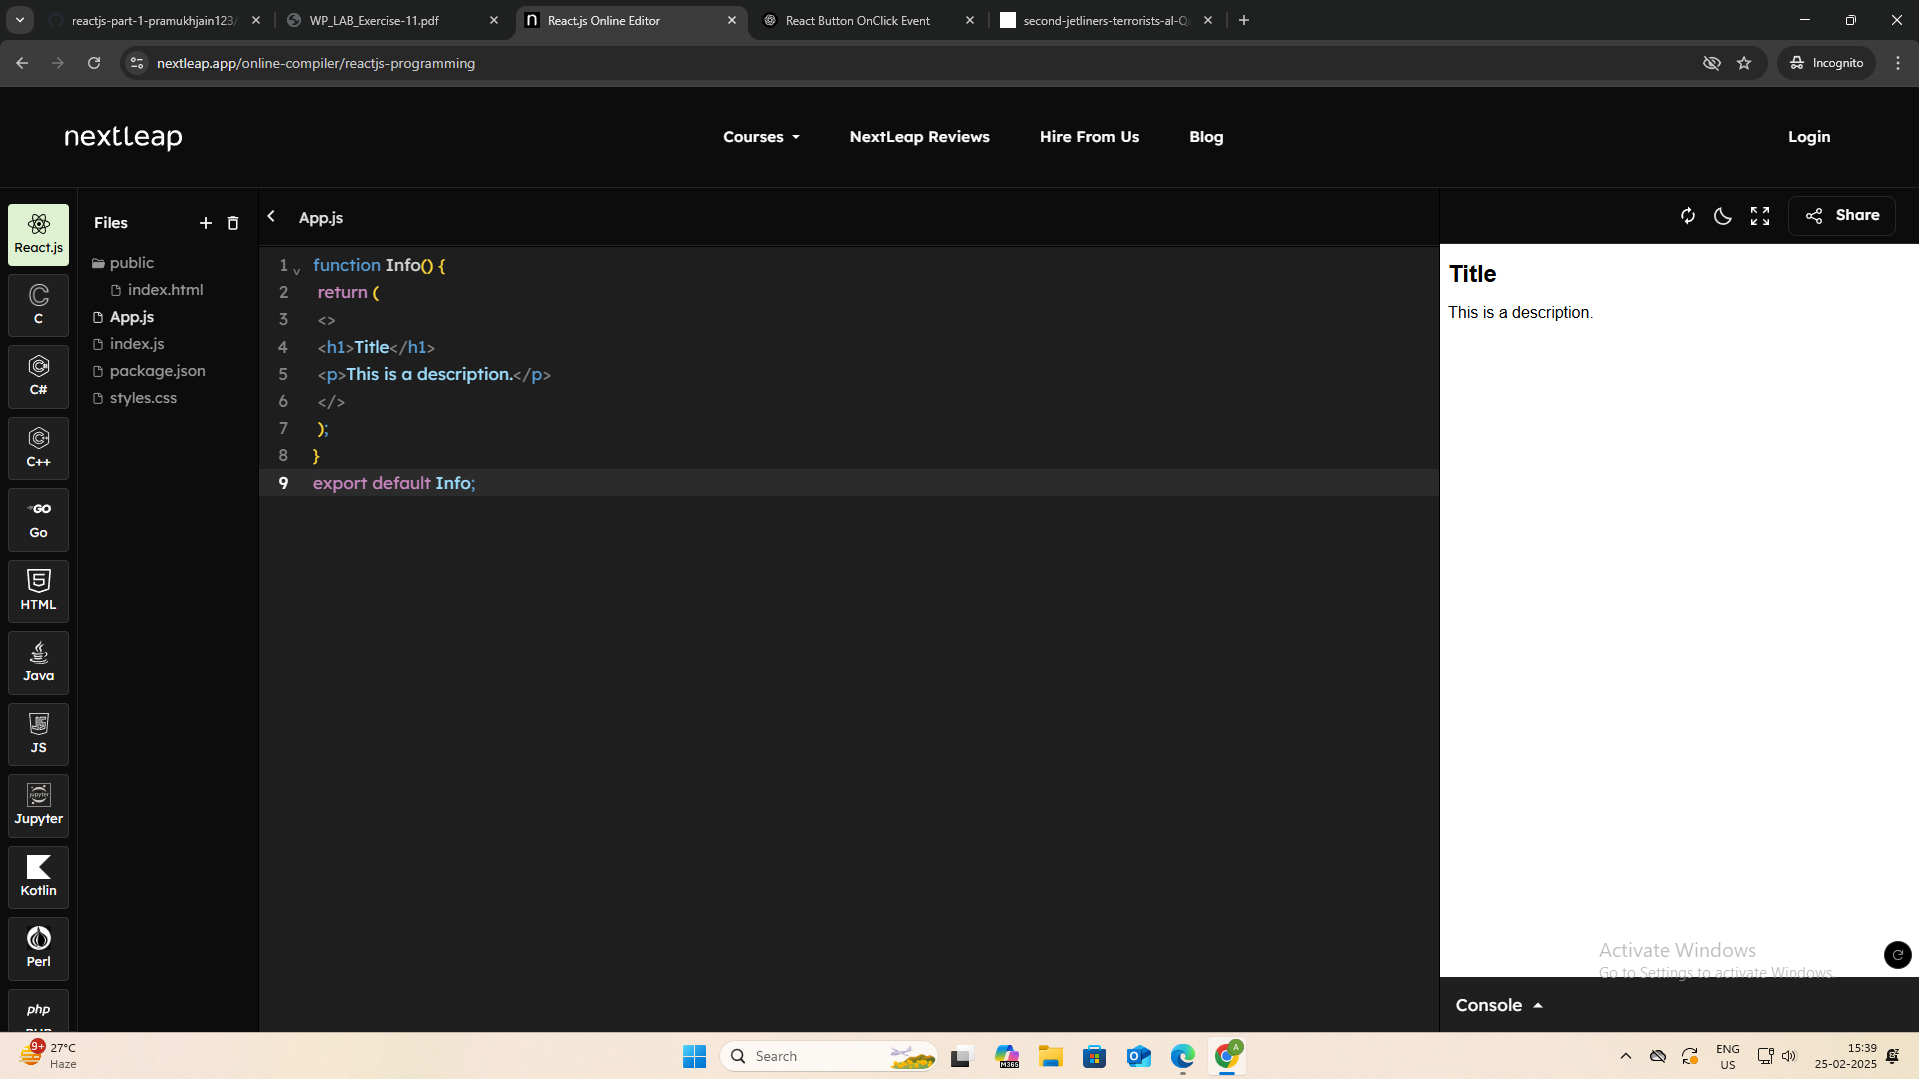 reactjs-part-1-pramukhjain123/
WP_LAB_Exercise-11.pdf
React.js Online Editor
React Button OnClick Event
second-jetliners-terrorists-al-Qa
nextleap.app/online-compiler/reactjs-programming
Incognito
nextleap
Courses
NextLeap Reviews
Hire From Us
Blog
Login
React.js
C
C#
C++
GO
Go
HTML
Java
JS
Jupyter
Kotlin
Perl
php
PHP
Files
public
index.html
App.js
index.js
package.json
styles.css
App.js
1 function Info() {
2 return (
3 <>
4 <h1>Title</h1>
5 <p>This is a description.</p>
6 </>
7 );
8 }
9 export default Info;
Share
Title
This is a description.
Activate Windows
Go to Settings to activate Windows.
Console
9+
27°C
Haze
Search
M365
A
ENG
US
15:39
25-02-2025